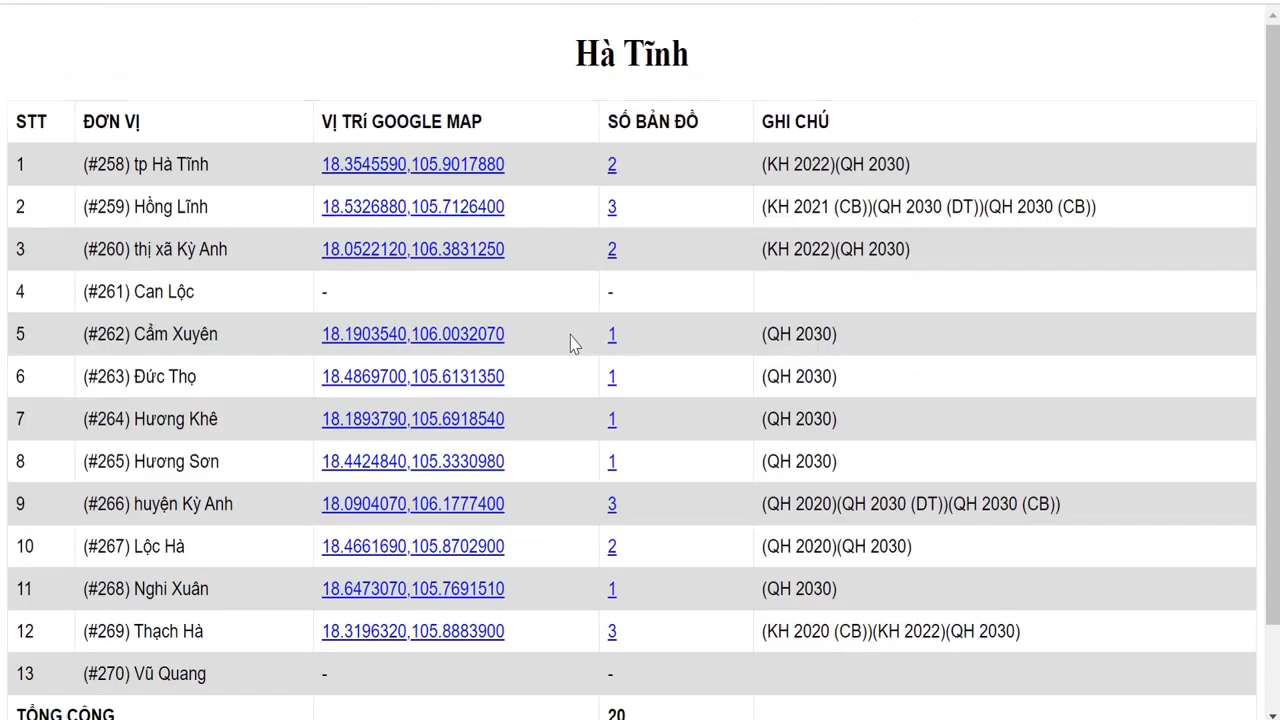 Hà Tĩnh
STT ĐƠN VỊ VỊ TRí GOOGLE MAP SỐ BẢN ĐỒ GHI CHÚ
1 (#258) tp Hà Tĩnh 18.3545590,105.9017880 2 (KH 2022)(QH 2030)
2 (#259) Hồng Lĩnh 18.5326880,105.7126400 3 (KH 2021 (CB))(QH 2030 (DT))(QH 2030 (CB))
3 (#260) thị xã Kỳ Anh 18.0522120,106.3831250 2 (KH 2022)(QH 2030)
4 (#261) Can Lộc - -
5 (#262) Cẩm Xuyên 18.1903540,106.0032070 1 (QH 2030)
6 (#263) Đức Thọ 18.4869700,105.6131350 1 (QH 2030)
7 (#264) Hương Khê 18.1893790,105.6918540 1 (QH 2030)
8 (#265) Hương Sơn 18.4424840,105.3330980 1 (QH 2030)
9 (#266) huyện Kỳ Anh 18.0904070,106.1777400 3 (QH 2020)(QH 2030 (DT))(QH 2030 (CB))
10 (#267) Lộc Hà 18.4661690,105.8702900 2 (QH 2020)(QH 2030)
11 (#268) Nghi Xuân 18.6473070,105.7691510 1 (QH 2030)
12 (#269) Thạch Hà 18.3196320,105.8883900 3 (KH 2020 (CB))(KH 2022)(QH 2030)
13 (#270) Vũ Quang - -
TỔNG CỘNG 20